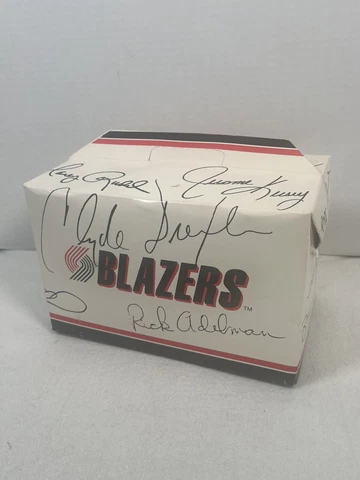 Jerome Kersey
Clyde Drexler
BLAZERS™
Rick Adelman